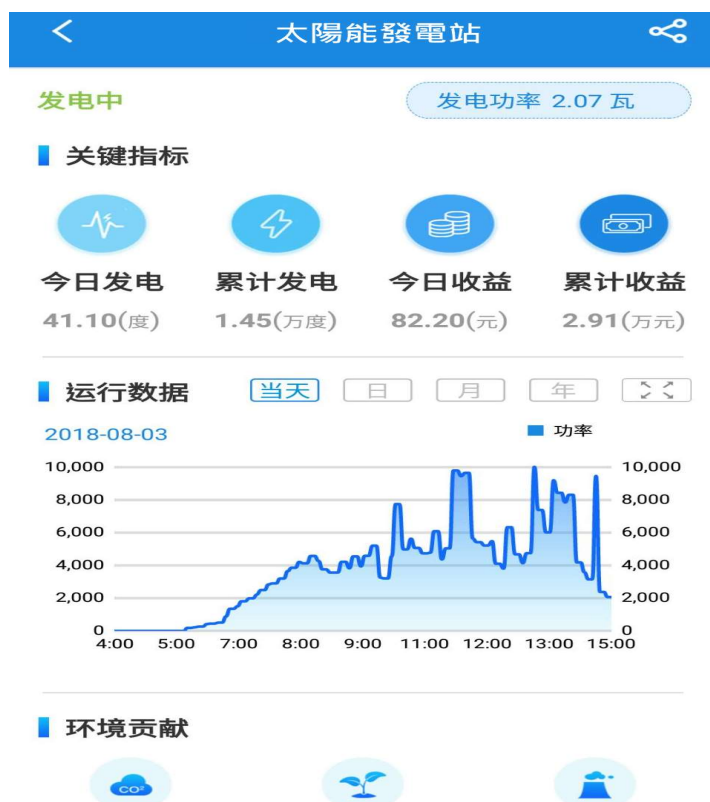 太陽能發電站
发电中
发电功率 2.07 瓦
关键指标
今日发电 累计发电 今日收益 累计收益
41.10(度) 1.45(万度) 82.20(元) 2.91(万元)
运行数据 当天 日 月 年
2018-08-03 功率
10,000 10,000
8,000 8,000
6,000 6,000
4,000 4,000
2,000 2,000
0 0
4:00 5:00 7:00 8:00 9:00 11:00 12:00 13:00 15:00
环境贡献
CO²